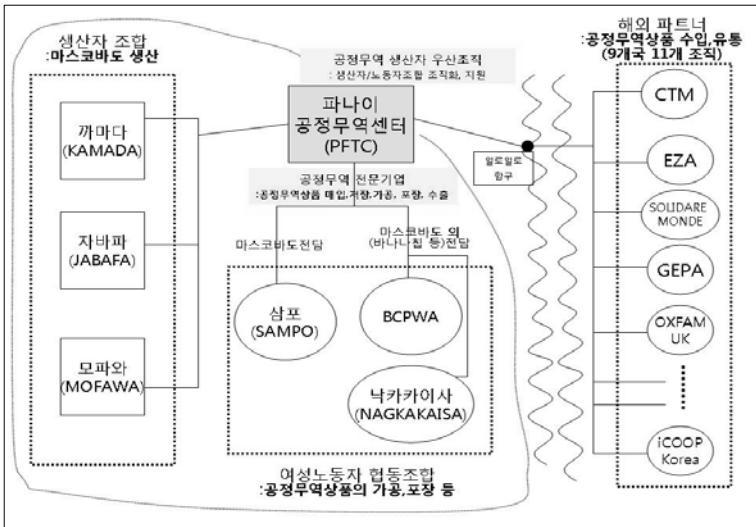 생산자 조합
:마스코바도 생산
까마다
(KAMADA)
자바파
(JABAFA)
모파와
(MOFAWA)
공정무역 생산자 우산조직
: 생산자/노동자조합 조직화, 지원
파나이
공정무역센터
(PFTC)
공정무역 전문기업
:공정무역상품 매입,저장,가공, 포장, 수출
마스코바도전담
마스코바도 외
(바나나칩 등)전담
삼포
(SAMPO)
BCPWA
낙카카이사
(NAGKAKAISA)
여성노동자 협동조합
:공정무역상품의 가공,포장 등
일로일로
항구
해외 파트너
:공정무역상품 수입,유통
(9개국 11개 조직)
CTM
EZA
SOLIDARE
MONDE
GEPA
OXFAM
UK
iCOOP
Korea